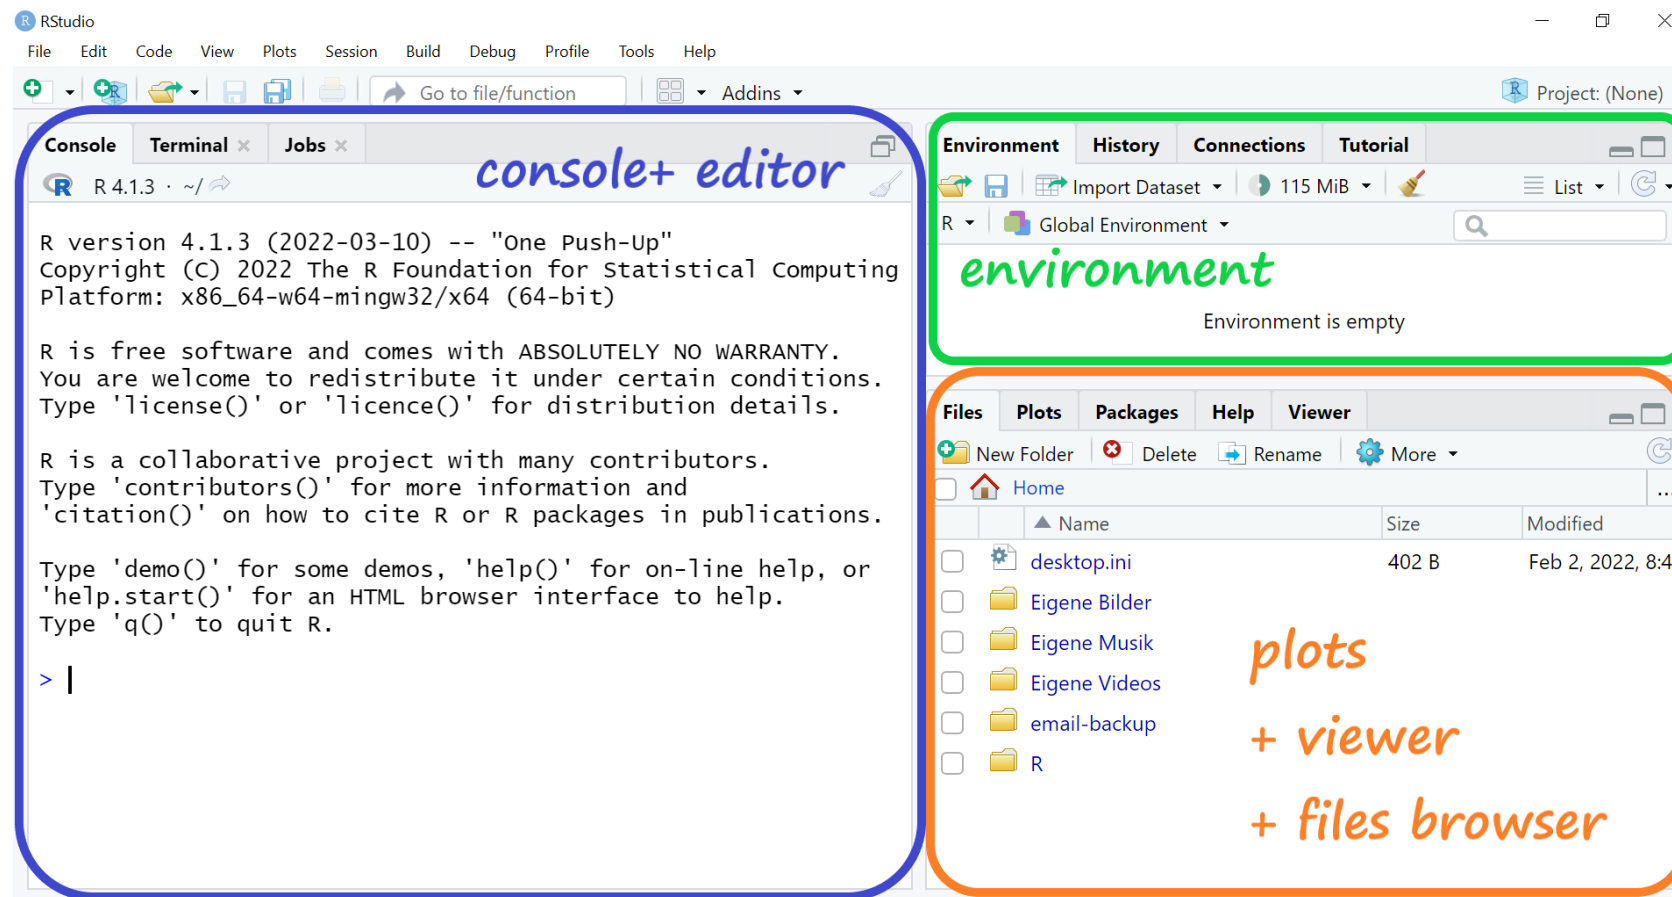 RStudio
File Edit Code View Plots Session Build Debug Profile Tools Help
Go to file/function Addins Project: (None)
Console Terminal Jobs
R 4.1.3 · ~/
console+ editor
R version 4.1.3 (2022-03-10) -- "One Push-Up"
Copyright (C) 2022 The R Foundation for Statistical Computing
Platform: x86_64-w64-mingw32/x64 (64-bit)
R is free software and comes with ABSOLUTELY NO WARRANTY.
You are welcome to redistribute it under certain conditions.
Type 'license()' or 'licence()' for distribution details.
R is a collaborative project with many contributors.
Type 'contributors()' for more information and
'citation()' on how to cite R or R packages in publications.
Type 'demo()' for some demos, 'help()' for on-line help, or
'help.start()' for an HTML browser interface to help.
Type 'q()' to quit R.
>
Environment History Connections Tutorial
Import Dataset 115 MiB List
R Global Environment
environment
Environment is empty
Files Plots Packages Help Viewer
New Folder Delete Rename More
Home ...
Name Size Modified
desktop.ini 402 B Feb 2, 2022, 8:4
Eigene Bilder
Eigene Musik
Eigene Videos
email-backup
R
plots
+ viewer
+ files browser